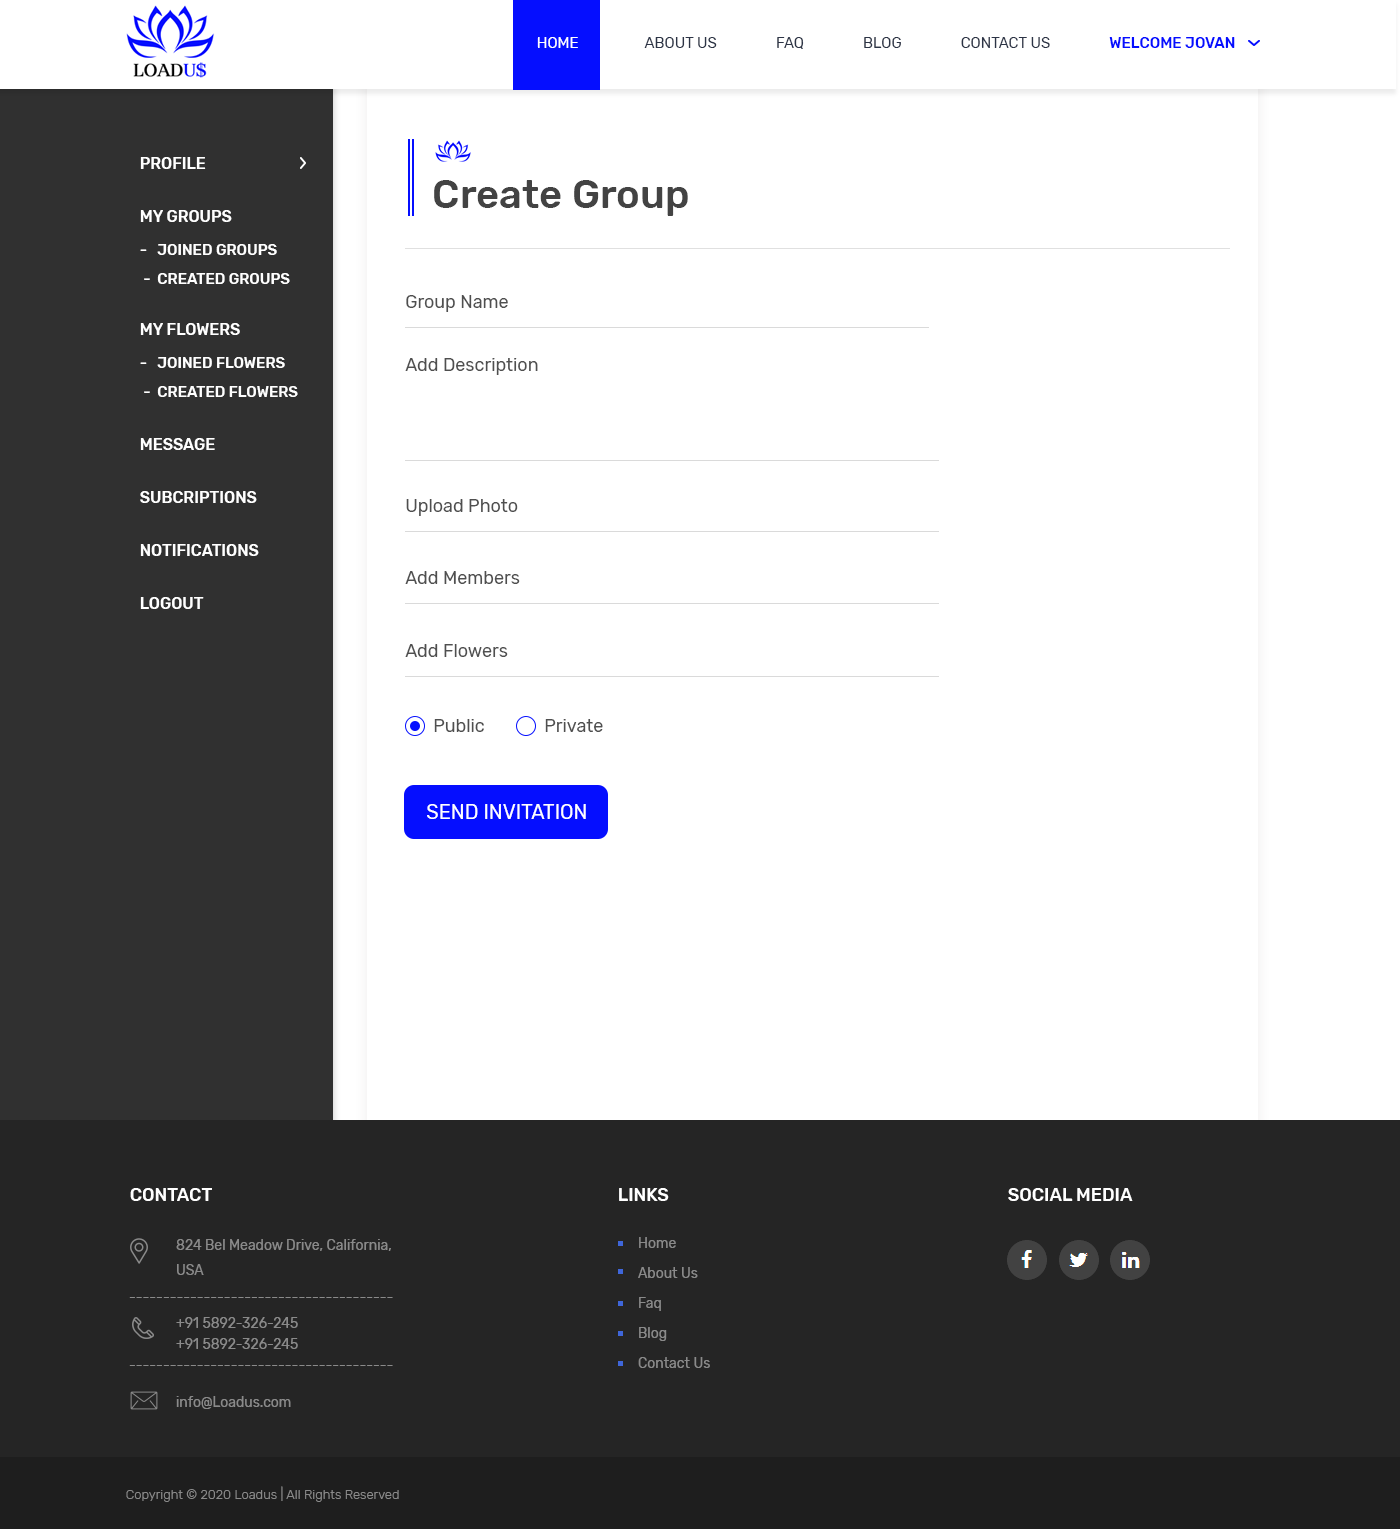 LOADU$
HOME
ABOUT US
FAQ
BLOG
CONTACT US
WELCOME JOVAN
PROFILE
MY GROUPS
- JOINED GROUPS
- CREATED GROUPS
MY FLOWERS
- JOINED FLOWERS
- CREATED FLOWERS
MESSAGE
SUBCRIPTIONS
NOTIFICATIONS
LOGOUT
Create Group
Group Name
Add Description
Upload Photo
Add Members
Add Flowers
Public
Private
SEND INVITATION
CONTACT
824 Bel Meadow Drive, California,
USA
+91 5892-326-245
+91 5892-326-245
info@Loadus.com
LINKS
Home
About Us
Faq
Blog
Contact Us
SOCIAL MEDIA
f
in
Copyright © 2020 Loadus | All Rights Reserved